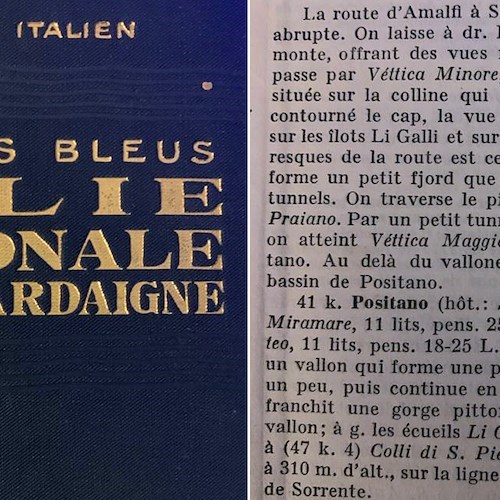 ITALIEN
S BLEUS
LIE
ONALE
ARDAIGNE
La route d'Amalfi à S
abrupte. On laisse à dr.
monte, offrant des vues
passe par Véttica Minore,
située sur la colline qui
contourné le cap, la vue
sur les îlots Li Galli et sur
resques de la route est ce
forme un petit fjord que
tunnels. On traverse le p
Praiano. Par un petit tunn
on atteint Véttica Maggi
tano. Au delà du vallone
bassin de Positano.
41 k. Positano (hôt.:
Miramare, 11 lits, pens. 25
teo, 11 lits, pens. 18-25 L.
un vallon qui forme une p
un peu, puis continue en
franchit une gorge pitto
vallon; à g. les écueils Li G
à (47 k. 4) Colli di S. Pie
à 310 m. d'alt., sur la ligne
de Sorrente.